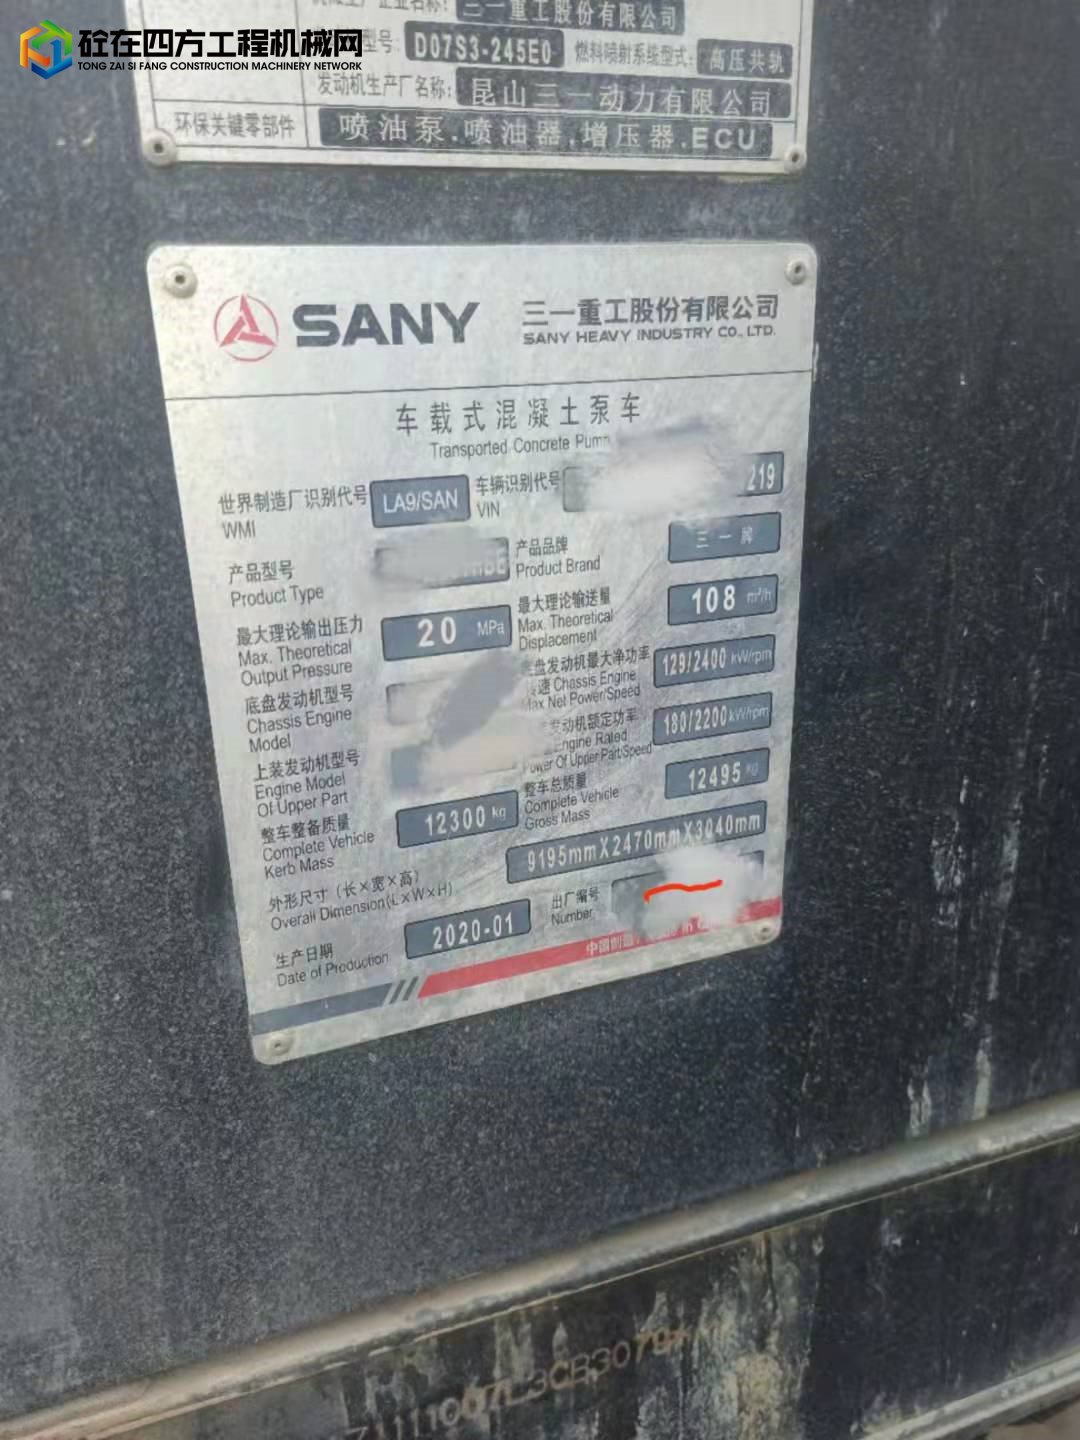 砼在四方工程机械网
TONG ZAI SI FANG CONSTRUCTION MACHINERY NETWORK
三一重工股份有限公司
型号: D07S3-245E0 燃料喷射系统型式: 高压共轨
发动机生产厂名称: 昆山三一动力有限公司
环保关键零部件 喷油泵.喷油器.增压器.ECU
SANY 三一重工股份有限公司
SANY HEAVY INDUSTRY CO., LTD.
车载式混凝土泵车
Transported Concrete Pump
世界制造厂识别代号 LA9/SAN 车辆识别代号 219
WMI VIN
产品型号 产品品牌 三一牌
Product Type Product Brand
最大理论输出压力 20 MPa 最大理论输送量 108 m³/h
Max. Theoretical Max. Theoretical
Output Pressure Displacement
底盘发动机型号 盘发动机最大净功率 129/2400 kW/rpm
Chassis Engine 速 Chassis Engine
Model Max Net Power/Speed
上装发动机型号 发动机额定功率 180/2200 kW/rpm
Engine Model Engine Rated
Of Upper Part Power Of Upper Part/Speed
整车整备质量 12300 kg 整车总质量 12495 kg
Complete Vehicle Complete Vehicle
Kerb Mass Gross Mass
外形尺寸 (长×宽×高) 9195mmX2470mmX3040mm
Overall Dimension(L×W×H)
生产日期 2020-01 出厂编号
Date of Production Number
中国制造